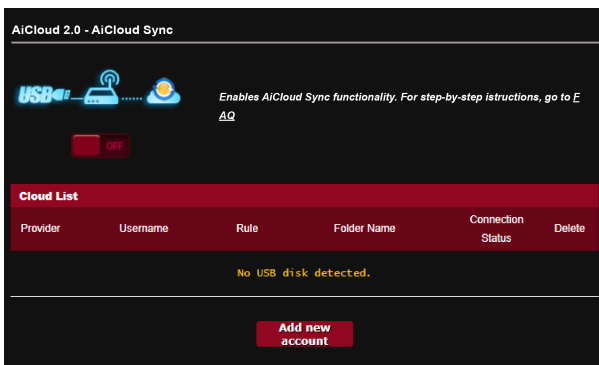 AiCloud 2.0 - AiCloud Sync
USB
Enables AiCloud Sync functionality. For step-by-step istructions, go to F
AQ
OFF
Cloud List
Provider Username Rule Folder Name Connection Status Delete
No USB disk detected.
Add new
account